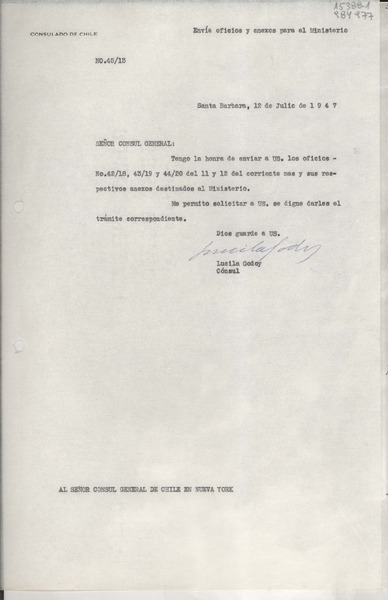 153881
984977
CONSULADO DE CHILE
Envía oficios y anexos para el Ministerio
NO.45/13
Santa Barbara, 12 de Julio de 1 9 4 7
SEÑOR CONSUL GENERAL:
Tengo la honra de enviar a US. los oficios -
No.42/18, 43/19 y 44/20 del 11 y 12 del corriente mes y sus res-
pectivos anexos destinados al Ministerio.
Me permito solicitar a US. se digne darles el
trámite correspondiente.
Dios guarde a US.
Lucila Godoy
Lucila Godoy
Cónsul
AL SEÑOR CONSUL GENERAL DE CHILE EN NUEVA YORK